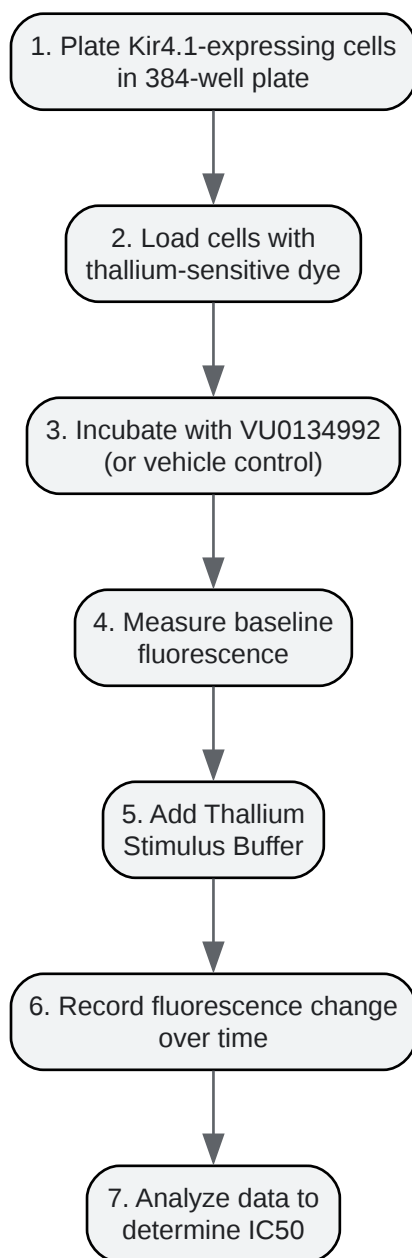 1. Plate Kir4.1-expressing cells
in 384-well plate
2. Load cells with
thallium-sensitive dye
3. Incubate with VU0134992
(or vehicle control)
4. Measure baseline
fluorescence
5. Add Thallium
Stimulus Buffer
6. Record fluorescence change
over time
7. Analyze data to
determine IC50